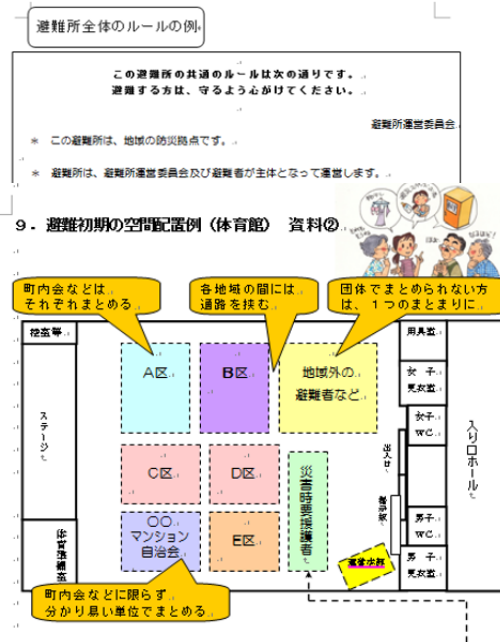 避難所全体のルールの例
この避難所の共通のルールは次の通りです。
避難する方は、守るよう心がけてください。
避難所運営委員会
＊ この避難所は、地域の防災拠点です。
＊ 避難所は、避難所運営委員会及び避難者が主体となって運営します。
９．避難初期の空間配置例（体育館） 資料②
町内会などは
それぞれまとめる
各地域の間には
通路を挟む
団体でまとめられない方
は、１つのまとまりに
控室等
ステージ
体育準備室
A区
B区
地域外の
避難者など
C区
D区
〇〇
マンション
自治会
E区
災害時要援護者
運営本部
用具室
女 子
更衣室
女子
WC
出入口
掲示板
男子
WC
男 子
更衣室
入り口ホール
町内会などに限らず、
分かり易い単位でまとめる